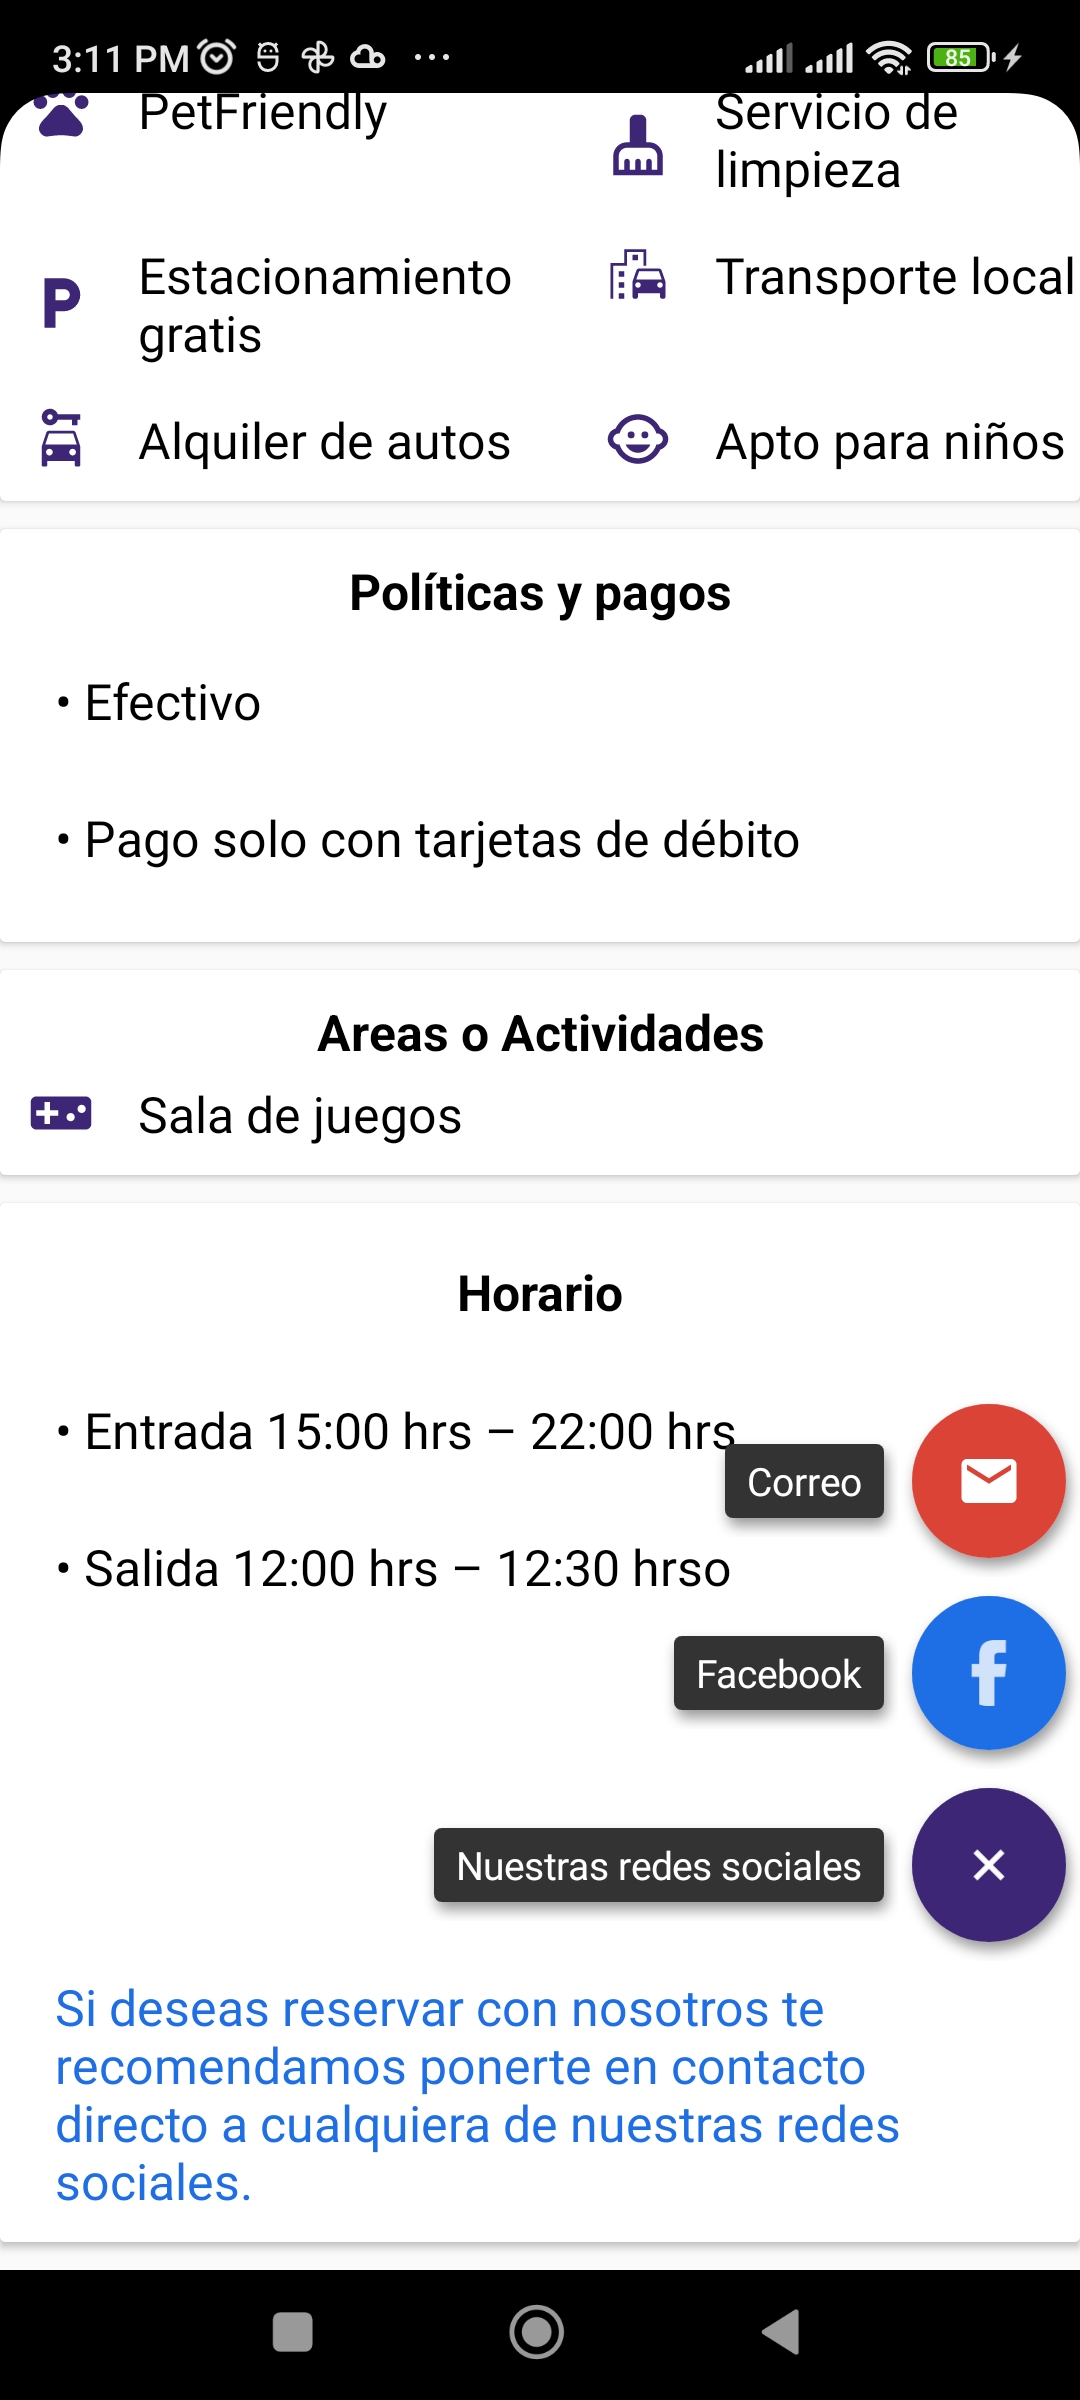 3:11 PM ... 85
PetFriendly
Servicio de
limpieza
Estacionamiento
gratis
Transporte local
P
Alquiler de autos
Apto para niños
Políticas y pagos
• Efectivo
• Pago solo con tarjetas de débito
Areas o Actividades
Sala de juegos
Horario
• Entrada 15:00 hrs – 22:00 hrs
Correo
• Salida 12:00 hrs – 12:30 hrso
Facebook
f
Nuestras redes sociales
Si deseas reservar con nosotros te
recomendamos ponerte en contacto
directo a cualquiera de nuestras redes
sociales.